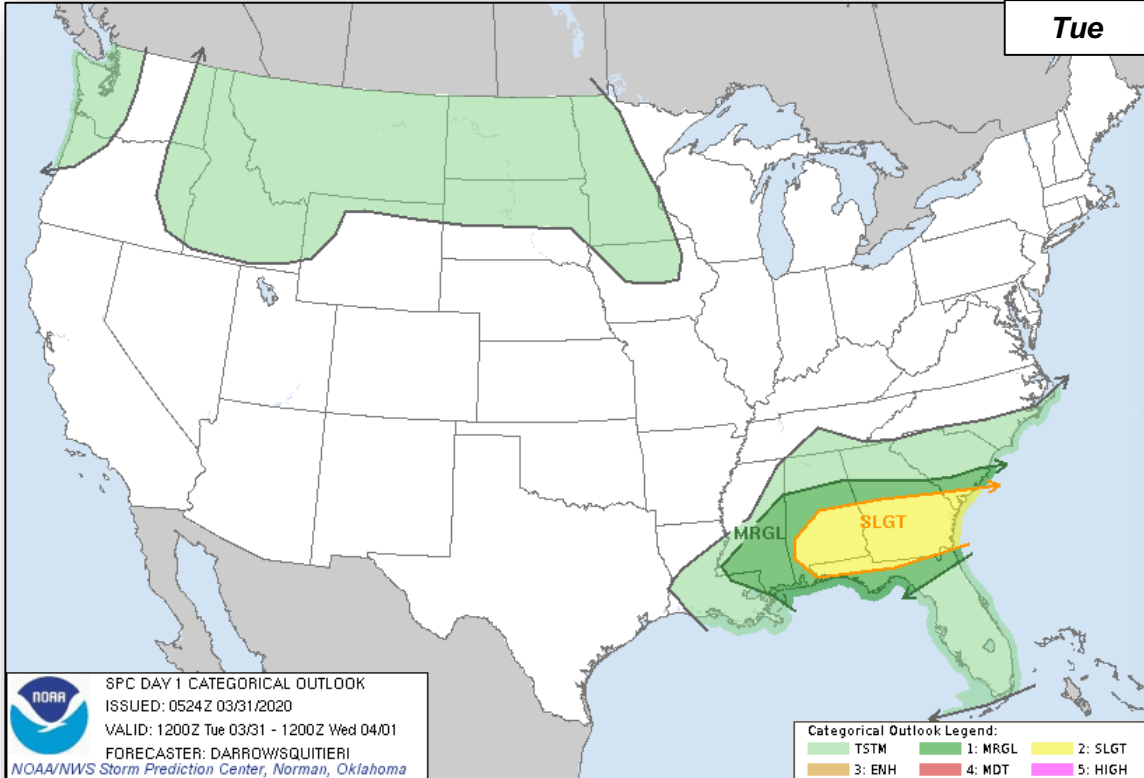 Tue
MRGL
SLGT
NOAA
SPC DAY 1 CATEGORICAL OUTLOOK
ISSUED: 0524Z 03/31/2020
VALID: 1200Z Tue 03/31 - 1200Z Wed 04/01
FORECASTER: DARROW/SQUITIERI
NOAA/NWS Storm Prediction Center, Norman, Oklahoma
Categorical Outlook Legend:
TSTM 1: MRGL 2: SLGT
3: ENH 4: MDT 5: HIGH